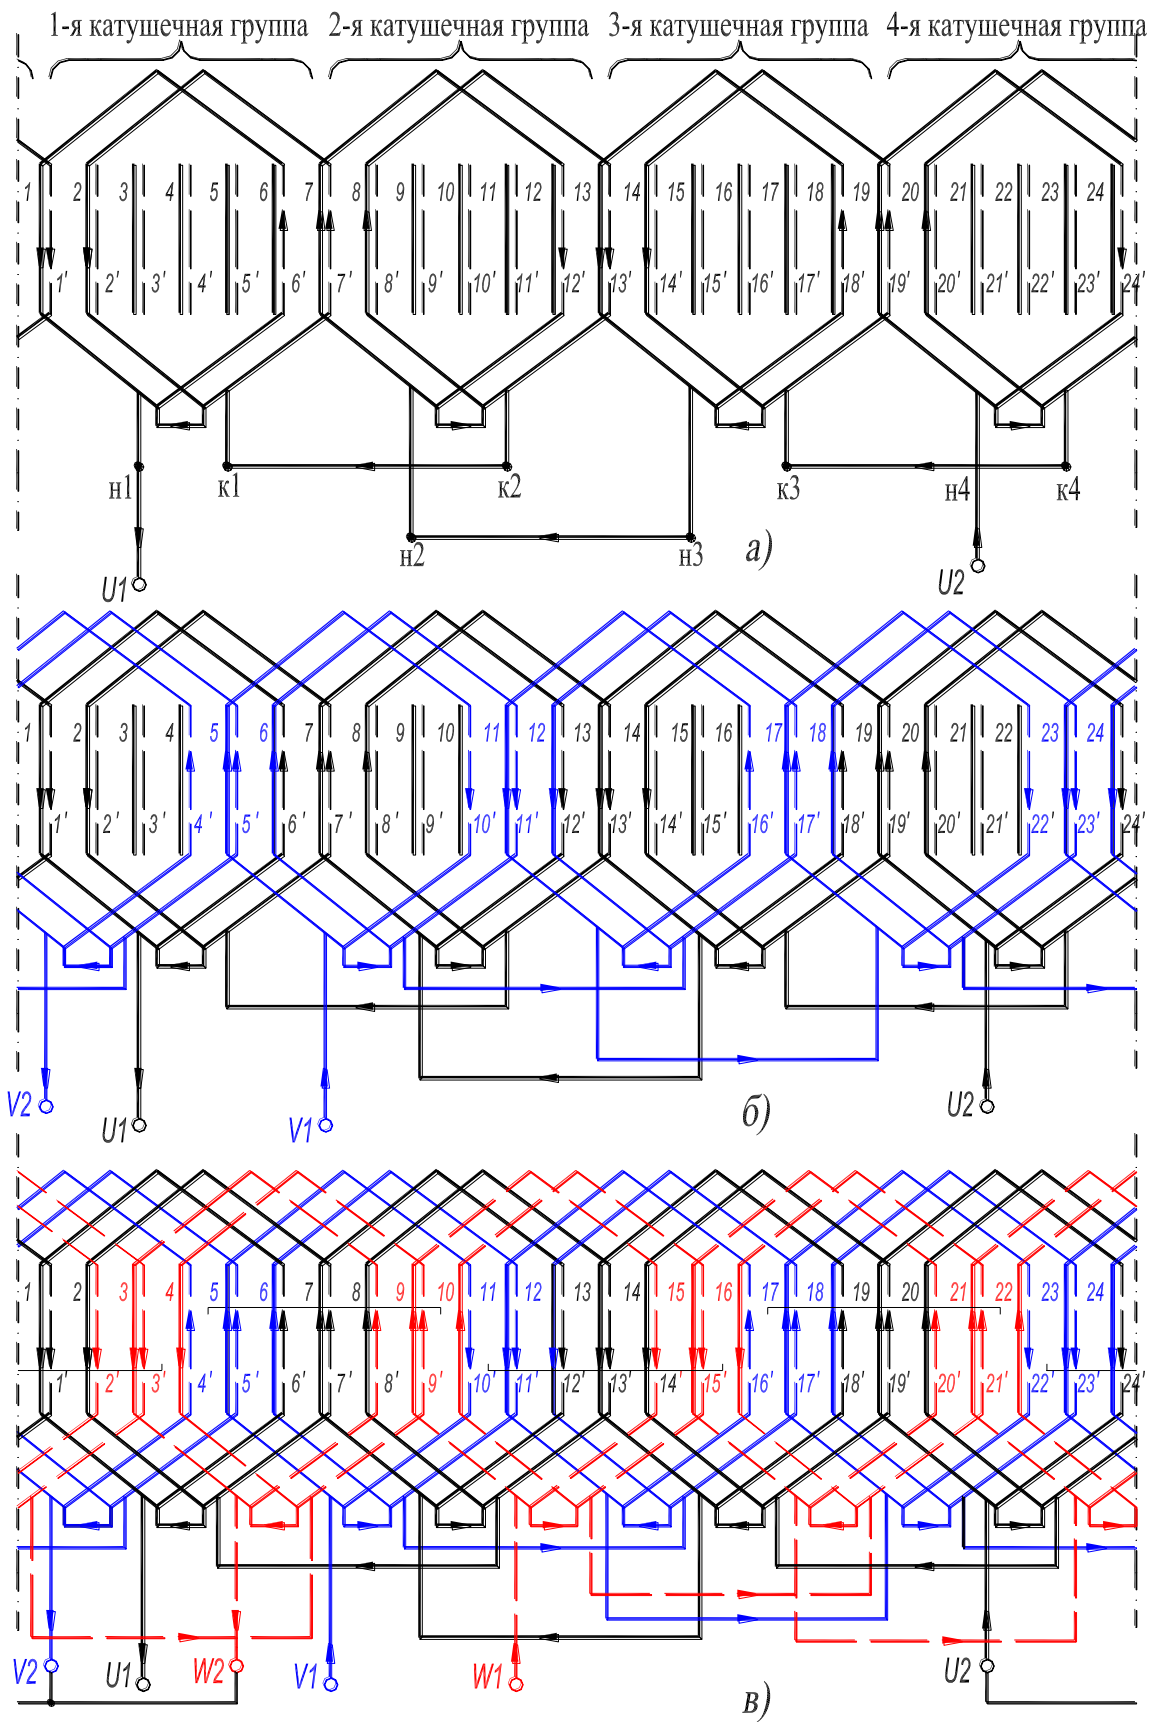 1-я катушечная группа 2-я катушечная группа 3-я катушечная группа 4-я катушечная группа
1 2 3 4 5 6 7 8 9 10 11 12 13 14 15 16 17 18 19 20 21 22 23 24
1' 2' 3' 4' 5' 6' 7' 8' 9' 10' 11' 12' 13' 14' 15' 16' 17' 18' 19' 20' 21' 22' 23' 24'
н1 к1 к2 к3 н4 к4
н2 н3 а)
U1 U2
1 2 3 4 5 6 7 8 9 10 11 12 13 14 15 16 17 18 19 20 21 22 23 24
1' 2' 3' 4' 5' 6' 7' 8' 9' 10' 11' 12' 13' 14' 15' 16' 17' 18' 19' 20' 21' 22' 23' 24'
V2 U1 V1 б) U2
1 2 3 4 5 6 7 8 9 10 11 12 13 14 15 16 17 18 19 20 21 22 23 24
1' 2' 3' 4' 5' 6' 7' 8' 9' 10' 11' 12' 13' 14' 15' 16' 17' 18' 19' 20' 21' 22' 23' 24'
V2 U1 W2 V1 W1 U2
в)